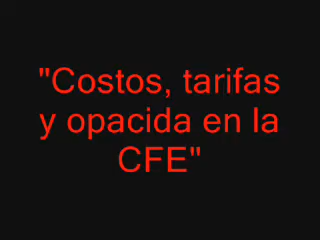 "Costos, tarifas
y opacida en la
CFE"